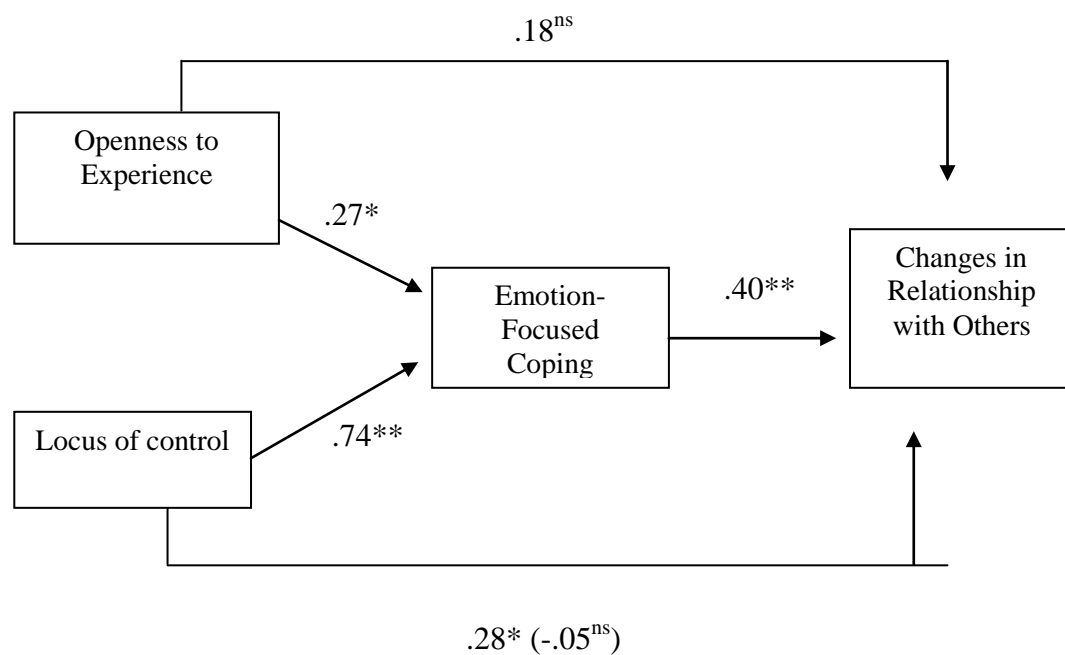 .18ns
Openness to
Experience
.27*
Emotion-
Focused
Coping
.40**
Changes in
Relationship
with Others
Locus of control
.74**
.28* (-.05ns)